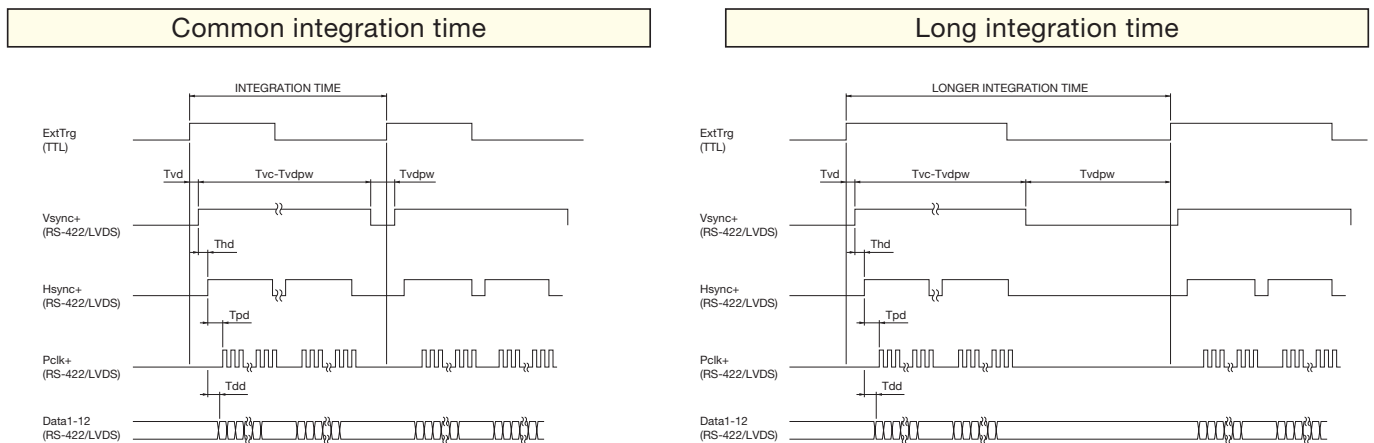 Common integration time
INTEGRATION TIME
ExtTrg
(TTL)
Tvd
Tvc-Tvdpw
Tvdpw
Vsync+
(RS-422/LVDS)
Thd
Hsync+
(RS-422/LVDS)
Tpd
Pclk+
(RS-422/LVDS)
Tdd
Data1-12
(RS-422/LVDS)
Long integration time
LONGER INTEGRATION TIME
ExtTrg
(TTL)
Tvd
Tvc-Tvdpw
Tvdpw
Vsync+
(RS-422/LVDS)
Thd
Hsync+
(RS-422/LVDS)
Tpd
Pclk+
(RS-422/LVDS)
Tdd
Data1-12
(RS-422/LVDS)